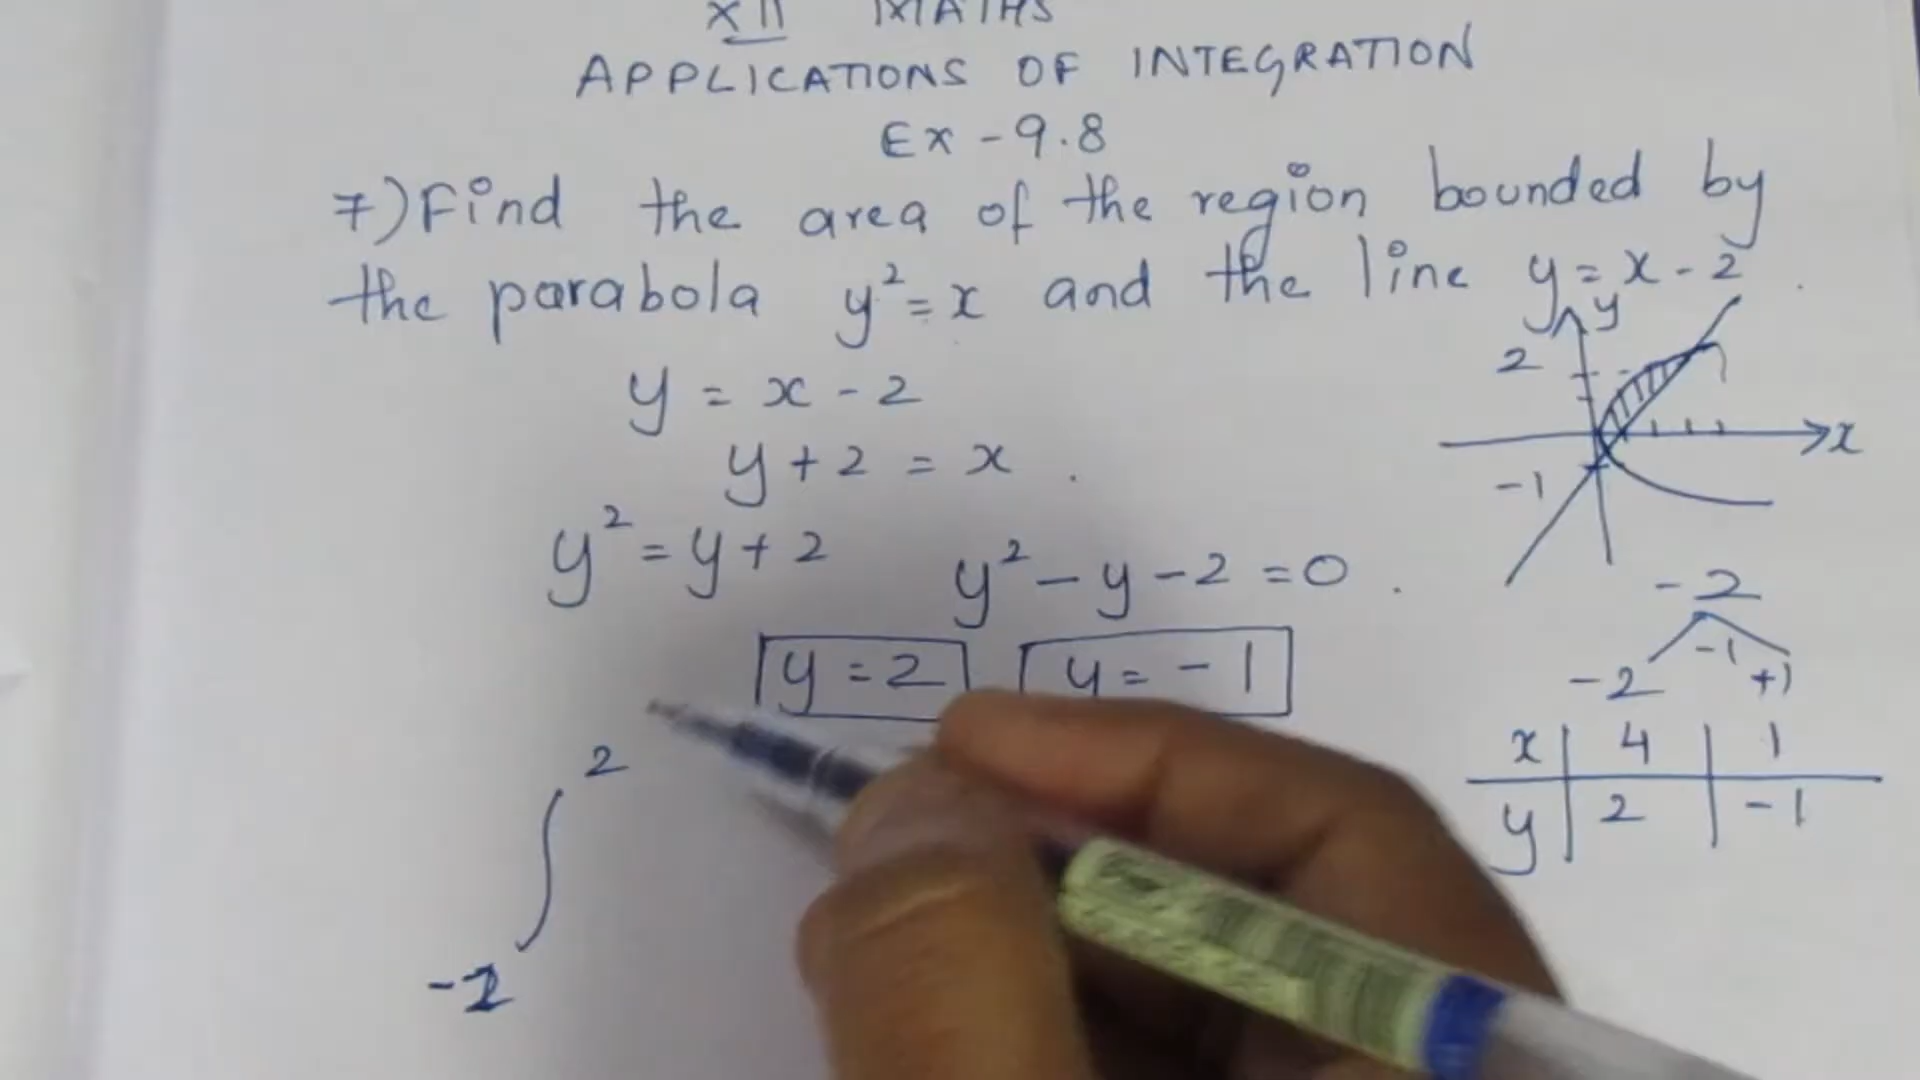 XII MATHS
APPLICATIONS OF INTEGRATION
Ex - 9.8
7) Find the area of the region bounded by
the parabola y² = x and the line y = x - 2
y = x - 2
y + 2 = x
y² = y + 2 y² - y - 2 = 0
y = 2 y = -1
∫ 2
-1
y
2
x
-1
-2
-1
-2 +1
x | 4 | 1
y | 2 | -1